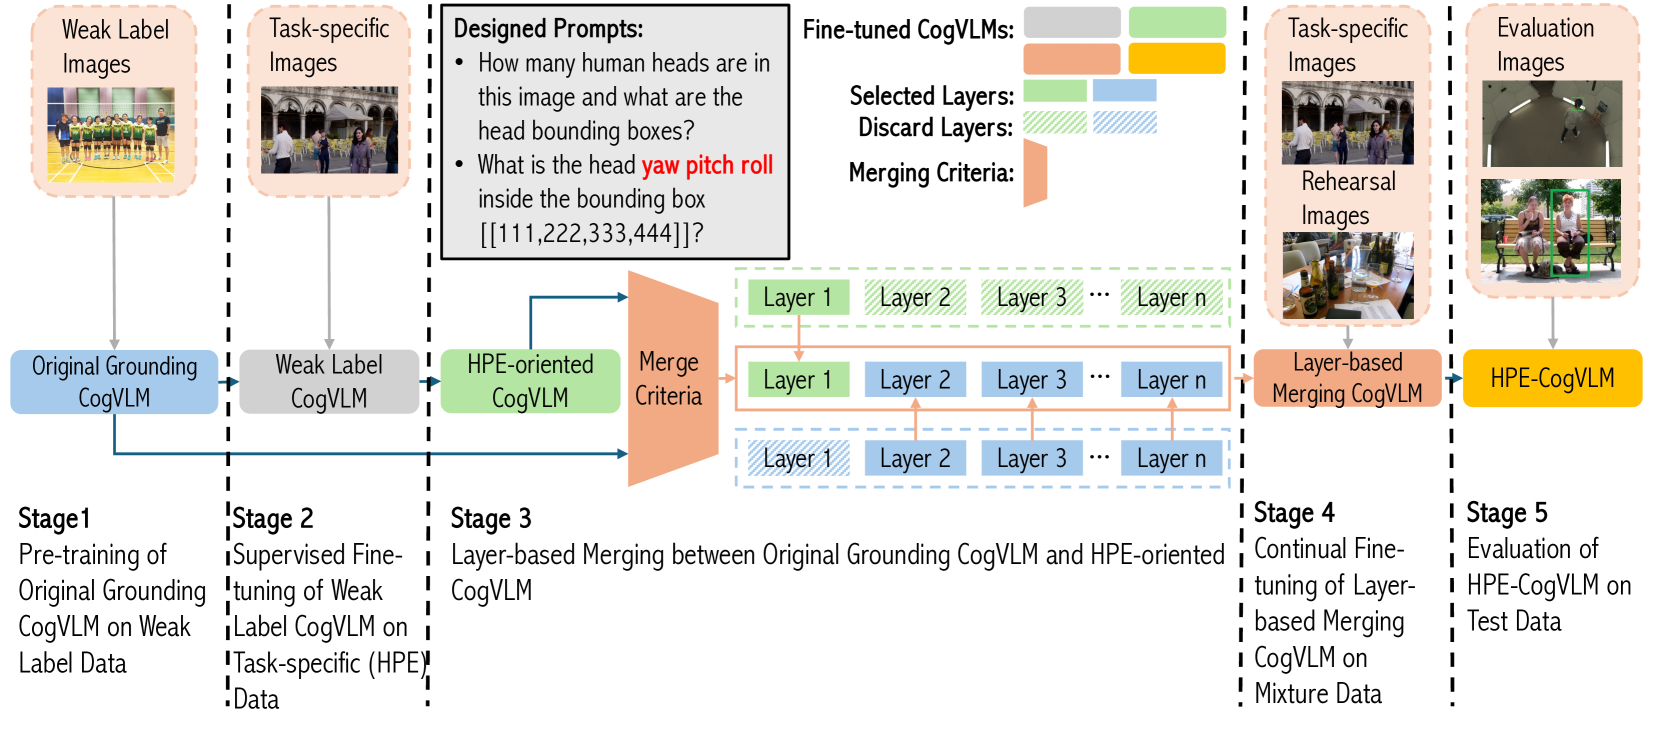 Weak Label
Images
Task-specific
Images
Designed Prompts:
• How many human heads are in
this image and what are the
head bounding boxes?
• What is the head yaw pitch roll
inside the bounding box
[[111,222,333,444]]?
Fine-tuned CogVLMs:
Selected Layers:
Discard Layers:
Merging Criteria:
Task-specific
Images
Rehearsal
Images
Evaluation
Images
Original Grounding
CogVLM
Weak Label
CogVLM
HPE-oriented
CogVLM
Merge
Criteria
Layer 1 Layer 2 Layer 3 ··· Layer n
Layer 1 Layer 2 Layer 3 ··· Layer n
Layer 1 Layer 2 Layer 3 ··· Layer n
Layer-based
Merging CogVLM
HPE-CogVLM
Stage1
Pre-training of
Original Grounding
CogVLM on Weak
Label Data
Stage 2
Supervised Fine-
tuning of Weak
Label CogVLM on
Task-specific (HPE)
Data
Stage 3
Layer-based Merging between Original Grounding CogVLM and HPE-oriented
CogVLM
Stage 4
Continual Fine-
tuning of Layer-
based Merging
CogVLM on
Mixture Data
Stage 5
Evaluation of
HPE-CogVLM on
Test Data